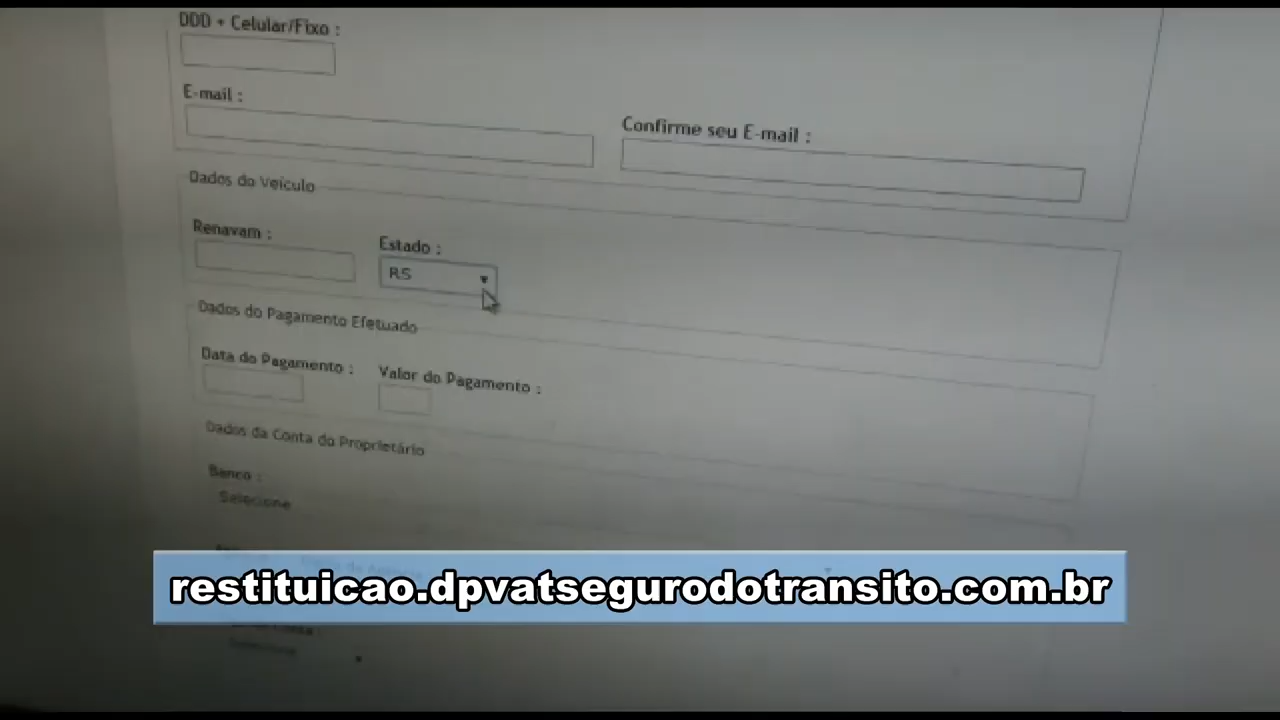 DDD + Celular/Fixo :
E-mail :
Confirme seu E-mail :
Dados do Veículo
Renavam :
Estado :
RS
Dados do Pagamento Efetuado
Data do Pagamento :
Valor do Pagamento :
Dados da Conta do Proprietário
Banco :
Selecione
restituicao.dpvatsegurodotransito.com.br